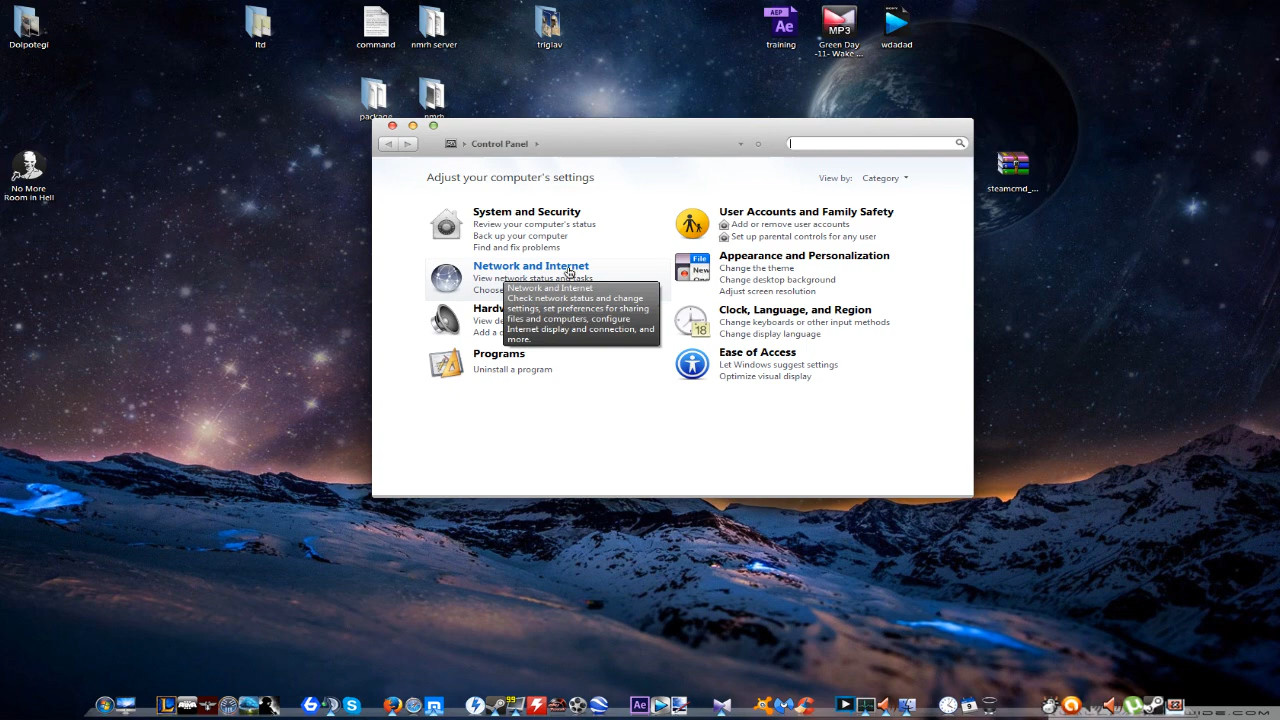 Dolpotegi
ltd
command
nmrh server
triglav
AEP
Ae
training
MP3
Green Day
-11- Wake ...
wdadad
package
nmrh
No More
Room in Hell
steamcmd_...
Control Panel
Adjust your computer's settings
View by: Category
System and Security
Review your computer's status
Back up your computer
Find and fix problems
Network and Internet
View network status and tasks
Choose
Network and Internet
Check network status and change
settings, set preferences for sharing
files and computers, configure
Internet display and connection, and
more.
Hardw
View de
Add a d
Programs
Uninstall a program
User Accounts and Family Safety
Add or remove user accounts
Set up parental controls for any user
File
New
Appearance and Personalization
Change the theme
Change desktop background
Adjust screen resolution
18
Clock, Language, and Region
Change keyboards or other input methods
Change display language
Ease of Access
Let Windows suggest settings
Optimize visual display
L
S
99
Ae
9